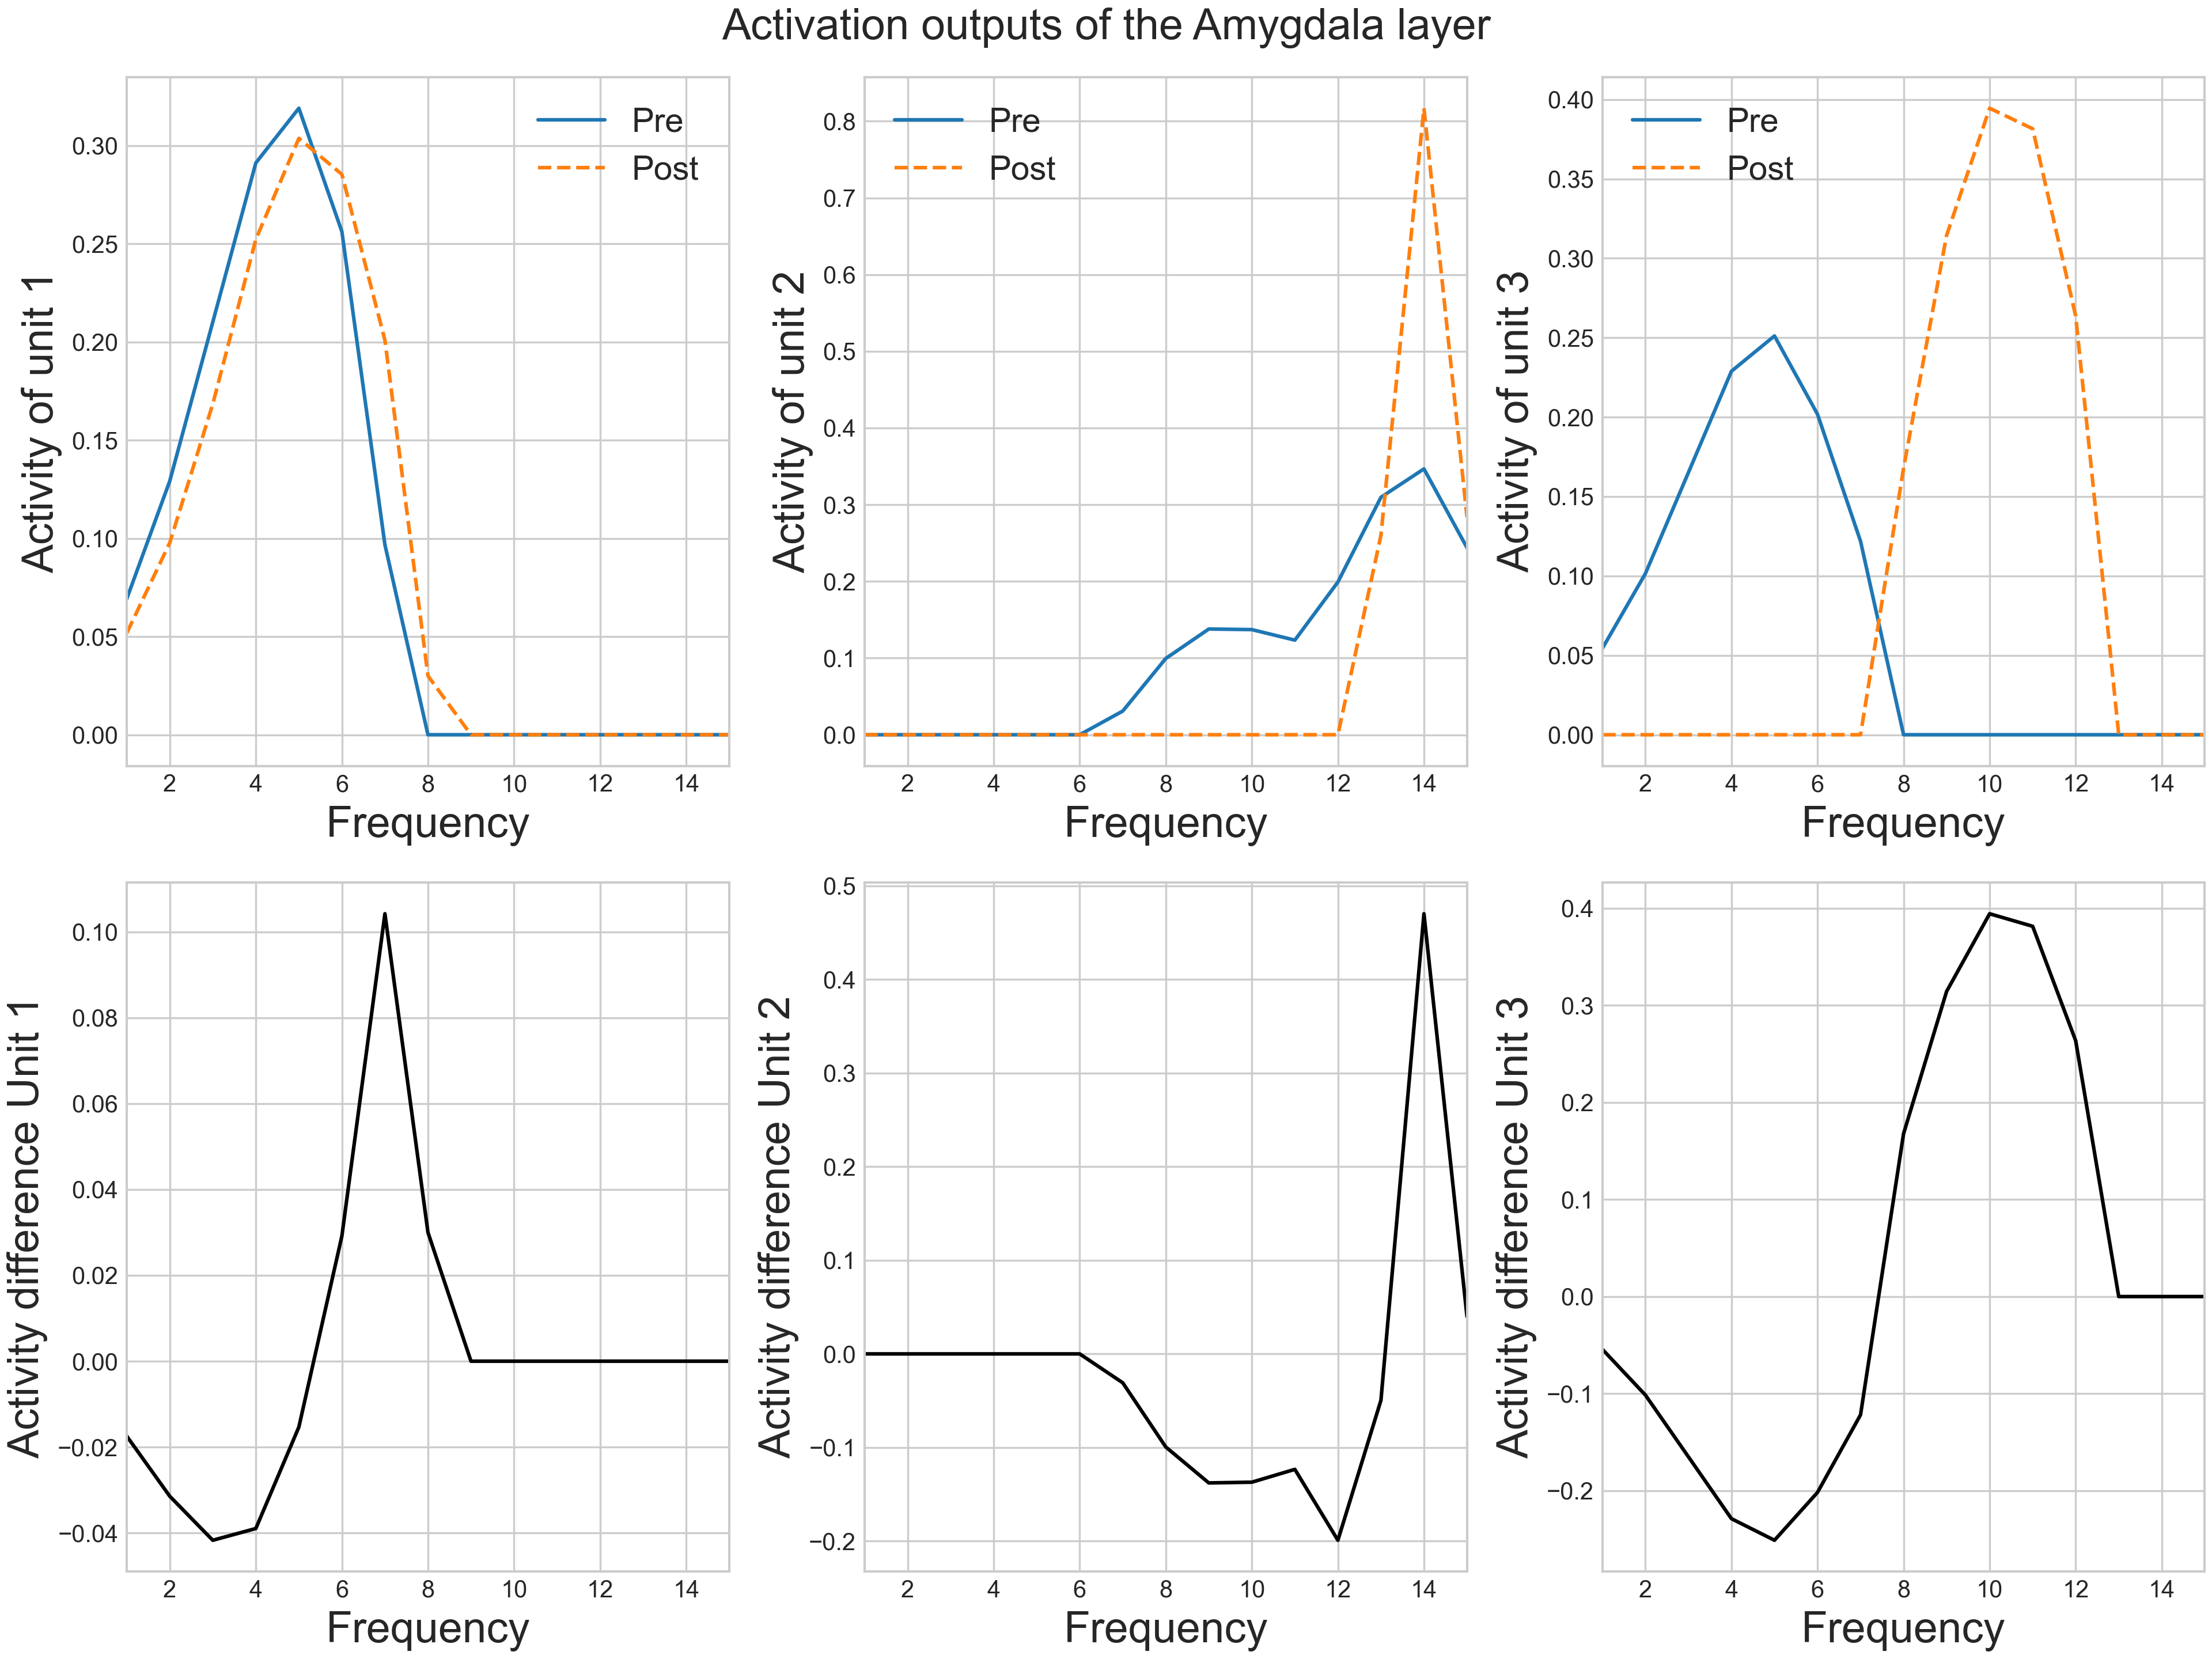 Activation outputs of the Amygdala layer
Activity of unit 1
0.30
0.25
0.20
0.15
0.10
0.05
0.00
Pre
Post
2 4 6 8 10 12 14
Frequency
Activity of unit 2
0.8
0.7
0.6
0.5
0.4
0.3
0.2
0.1
0.0
Pre
Post
2 4 6 8 10 12 14
Frequency
Activity of unit 3
0.40
0.35
0.30
0.25
0.20
0.15
0.10
0.05
0.00
Pre
Post
2 4 6 8 10 12 14
Frequency
Activity difference Unit 1
0.10
0.08
0.06
0.04
0.02
0.00
−0.02
−0.04
2 4 6 8 10 12 14
Frequency
Activity difference Unit 2
0.5
0.4
0.3
0.2
0.1
0.0
−0.1
−0.2
2 4 6 8 10 12 14
Frequency
Activity difference Unit 3
0.4
0.3
0.2
0.1
0.0
−0.1
−0.2
2 4 6 8 10 12 14
Frequency